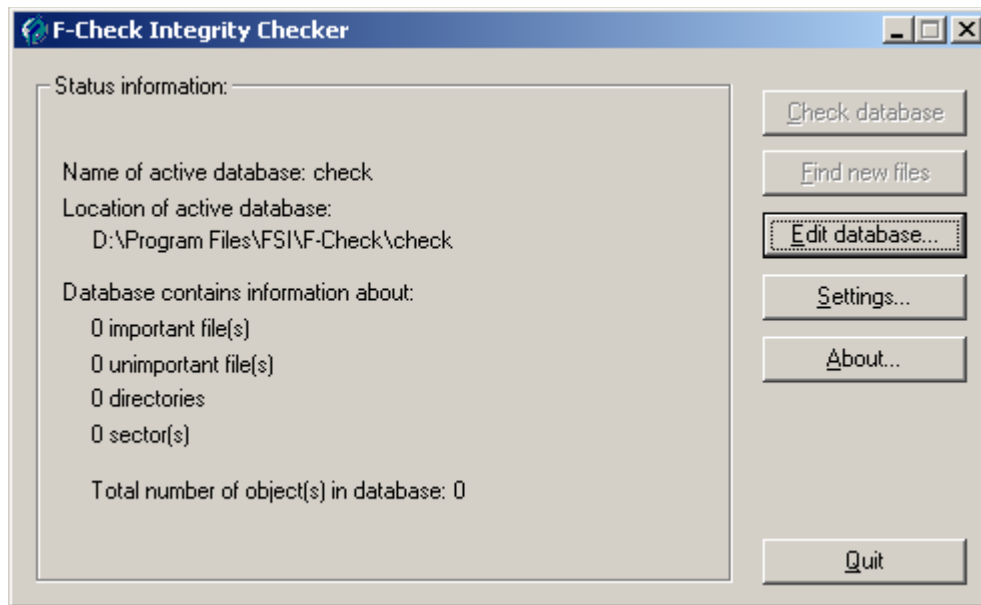 F-Check Integrity Checker
Status information:
Name of active database: check
Location of active database:
D:\Program Files\FSI\F-Check\check
Database contains information about:
0 important file(s)
0 unimportant file(s)
0 directories
0 sector(s)
Total number of object(s) in database: 0
Check database
Find new files
Edit database...
Settings...
About...
Quit